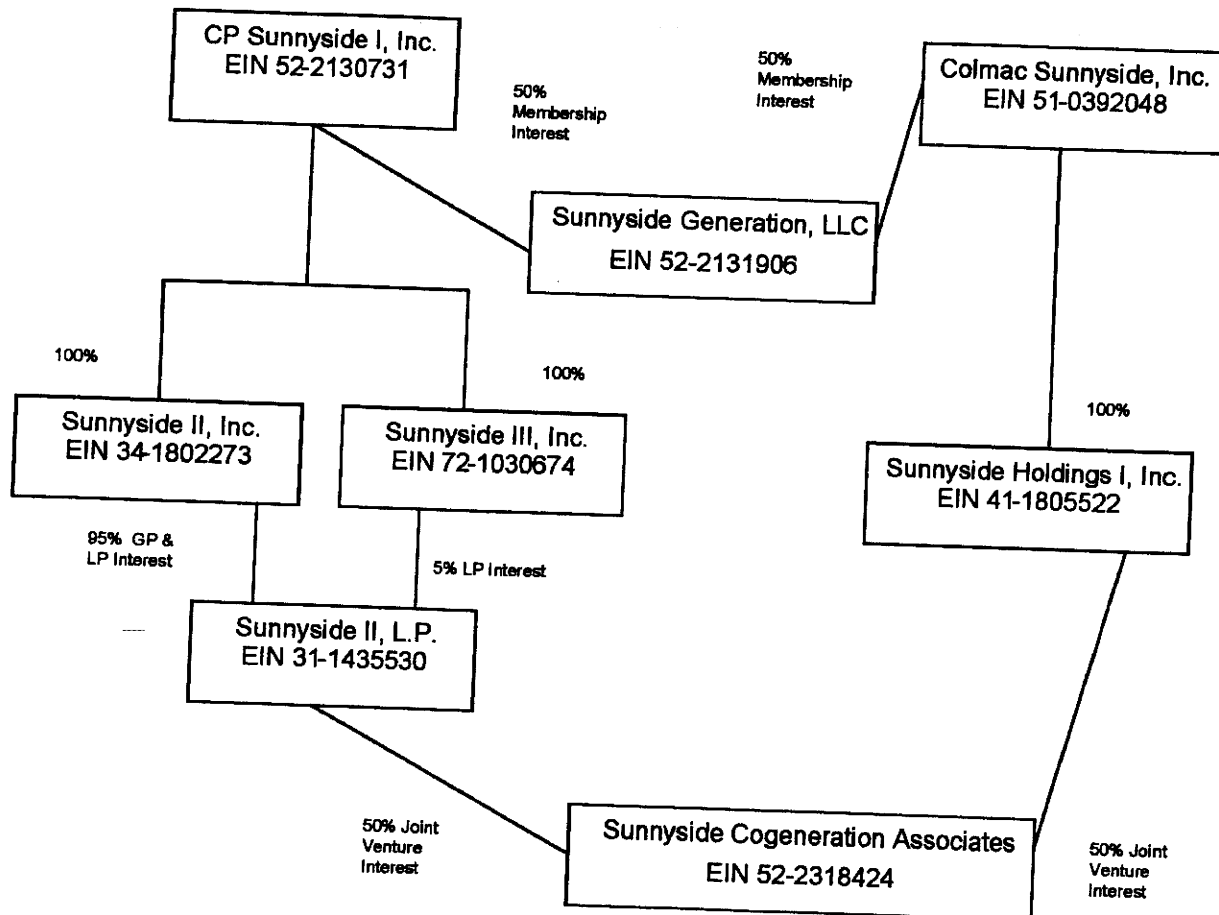 CP Sunnyside I, Inc.
EIN 52-2130731
50%
Membership
Interest
50%
Membership
Interest
Colmac Sunnyside, Inc.
EIN 51-0392048
Sunnyside Generation, LLC
EIN 52-2131906
100%
100%
100%
Sunnyside II, Inc.
EIN 34-1802273
Sunnyside III, Inc.
EIN 72-1030674
Sunnyside Holdings I, Inc.
EIN 41-1805522
95% GP &
LP Interest
5% LP Interest
Sunnyside II, L.P.
EIN 31-1435530
50% Joint
Venture
Interest
Sunnyside Cogeneration Associates
EIN 52-2318424
50% Joint
Venture
Interest